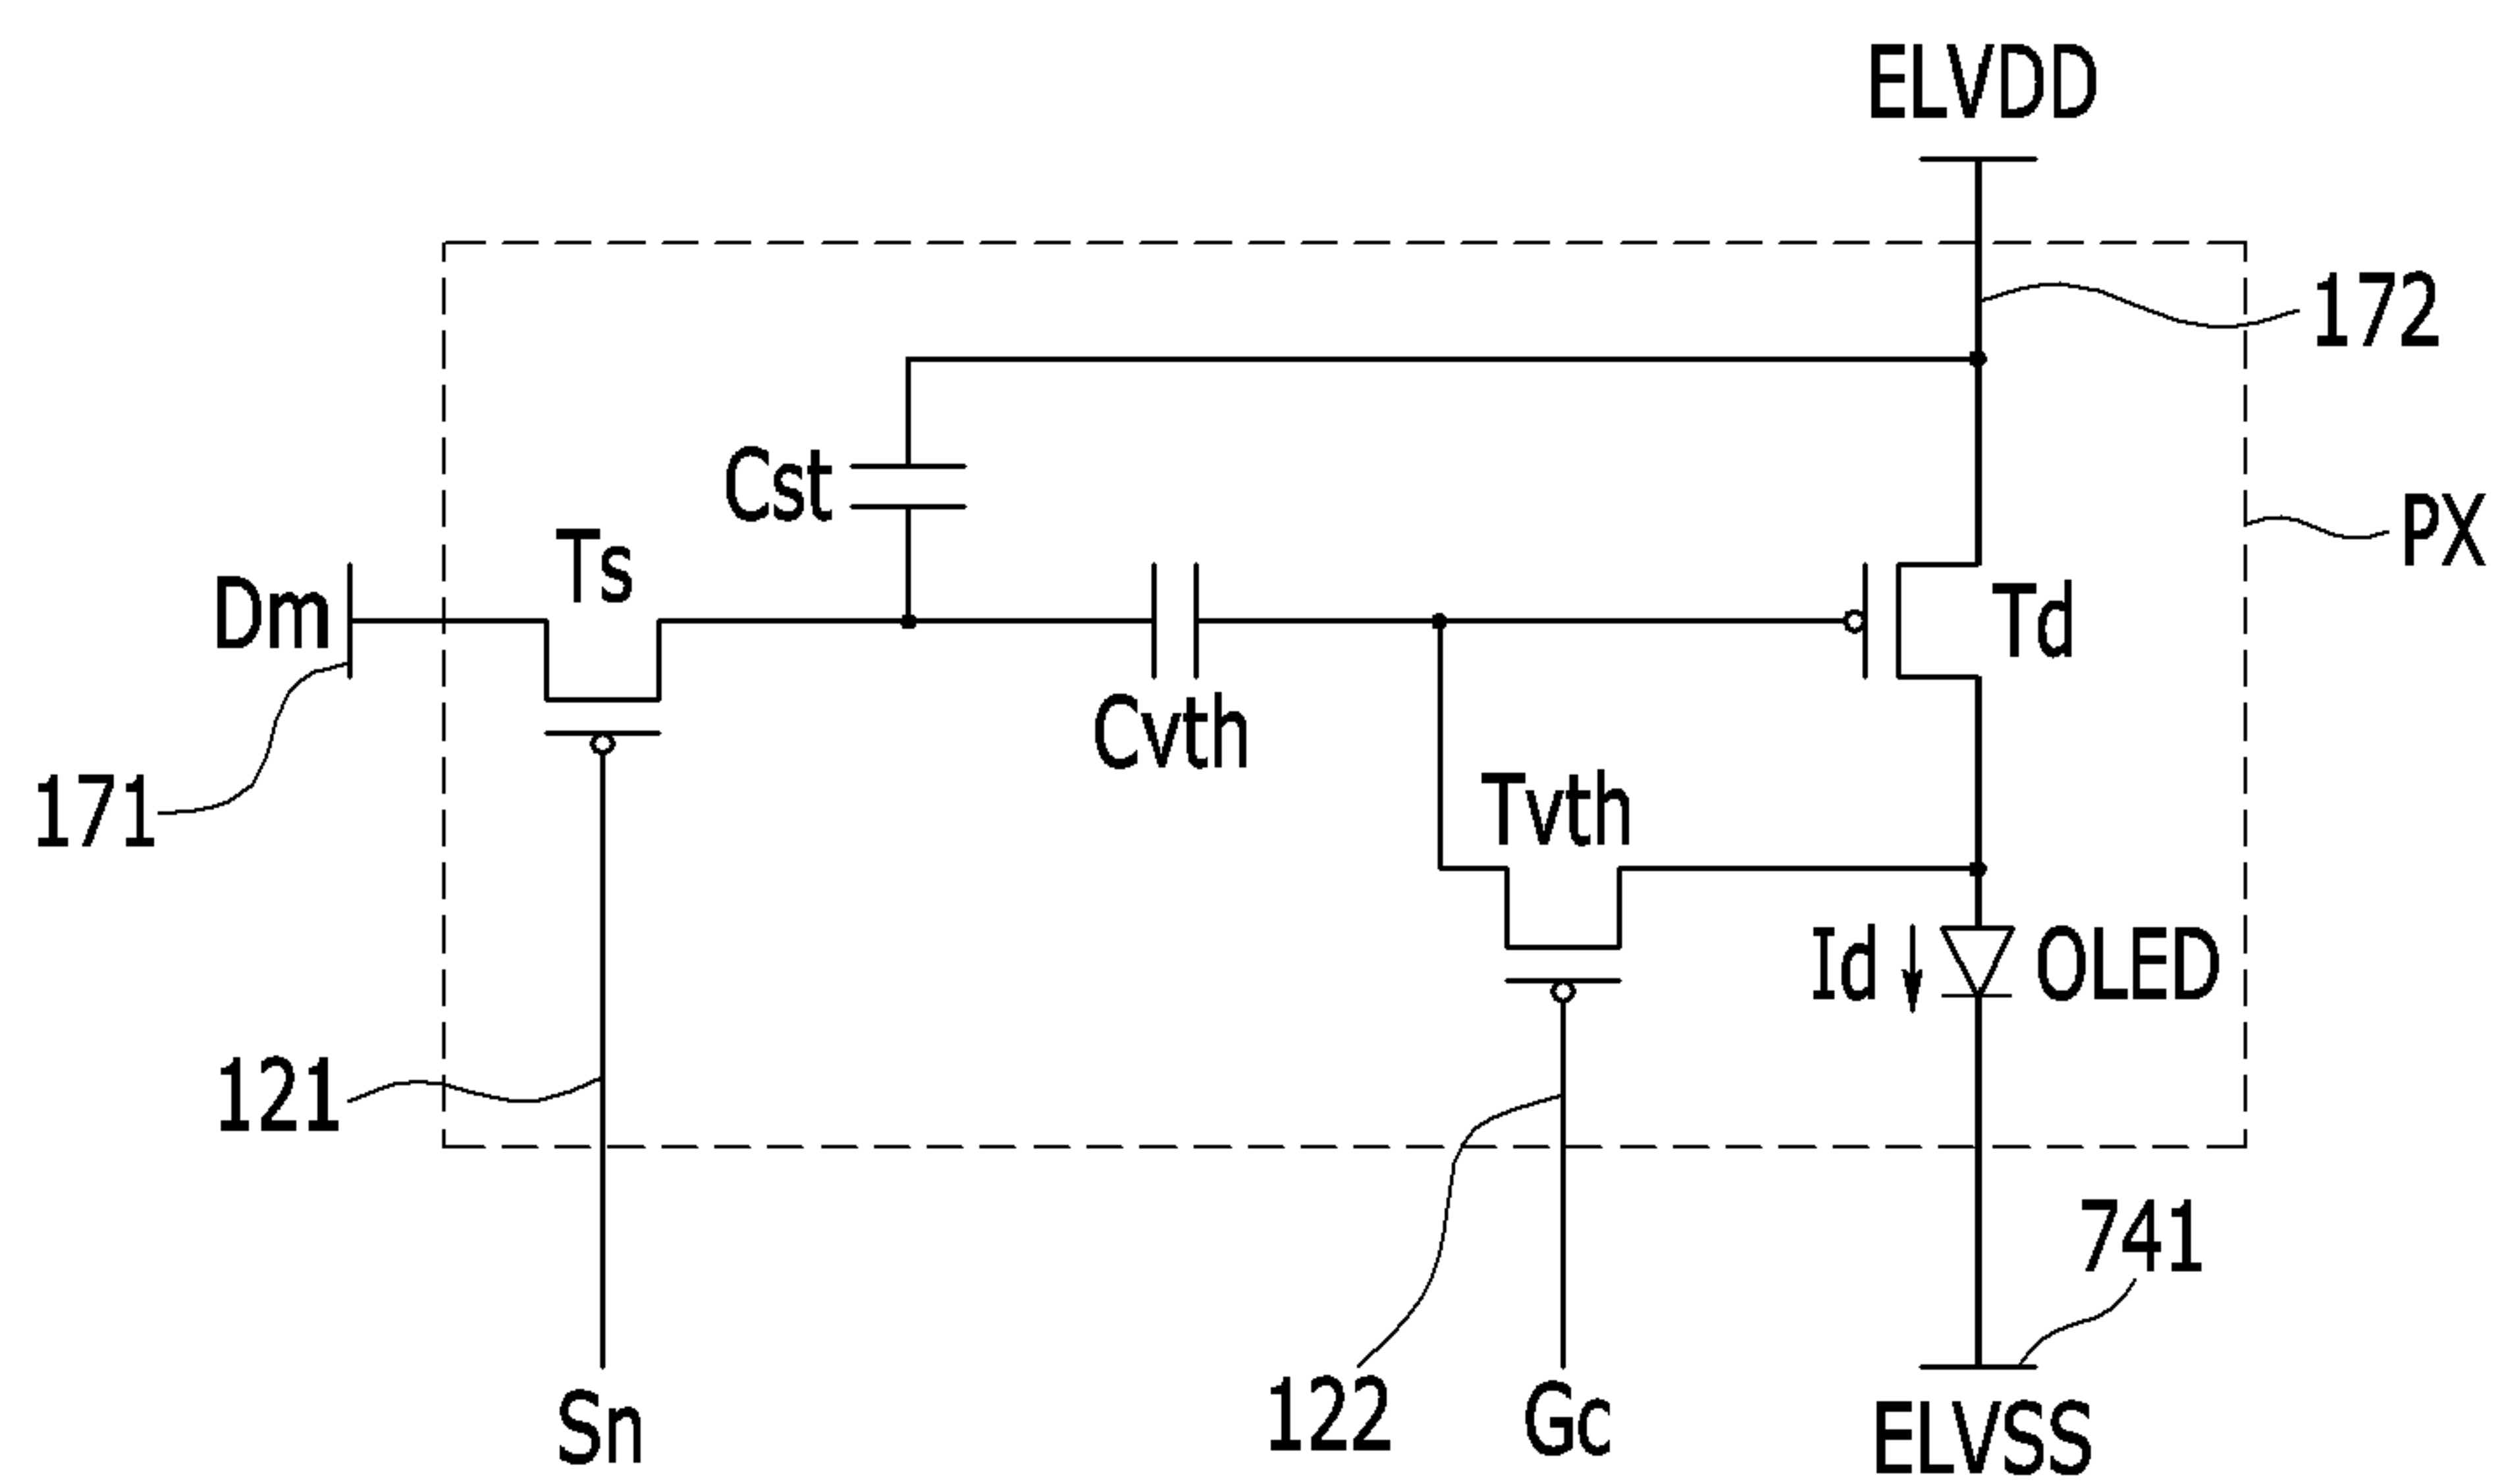 ELVDD
172
Cst
PX
Ts
Dm
Td
Cvth
171
Tvth
Id
OLED
121
741
122
Sn
Gc
ELVSS